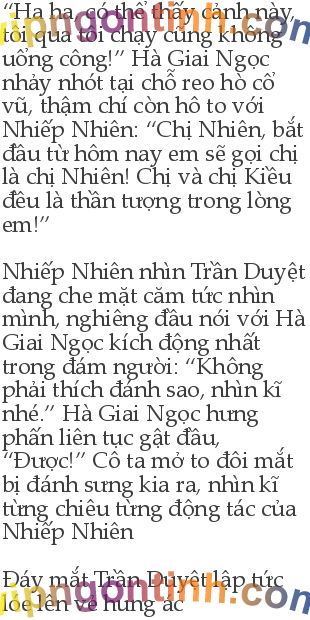 “Ha ha, có thể thấy cảnh này,
tối qua tôi chạy cũng không
uổng công!” Hà Giai Ngọc
nhảy nhót tại chỗ reo hò cổ
vũ, thậm chí còn hô to với
Nhiếp Nhiên: “Chị Nhiên, bắt
đầu từ hôm nay em sẽ gọi chị
là chị Nhiên! Chị và chị Kiều
đều là thần tượng trong lòng
em!”
Nhiếp Nhiên nhìn Trần Duyệt
đang che mặt căm tức nhìn
mình, nghiêng đầu nói với Hà
Giai Ngọc kích động nhất
trong đám người: “Không
phải thích đánh sao, nhìn kĩ
nhé.” Hà Giai Ngọc hưng
phấn liên tục gật đầu,
“Được!” Cô ta mở to đôi mắt
bị đánh sưng kia ra, nhìn kĩ
từng chiêu từng động tác của
Nhiếp Nhiên
Đáy mắt Trần Duyệt lập tức
lóe lên vẻ hung ác
vipngontinh.com